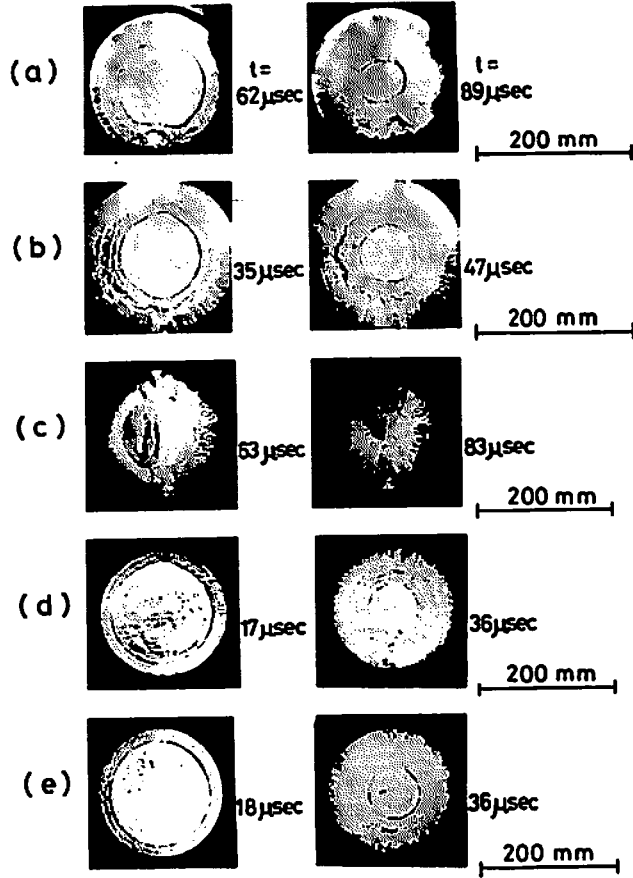 (a) t= 62μsec t= 89μsec
200 mm
(b) 35μsec 47μsec
200 mm
(c) 63μsec 83μsec
200 mm
(d) 17μsec 36μsec
200 mm
(e) 18μsec 36μsec
200 mm